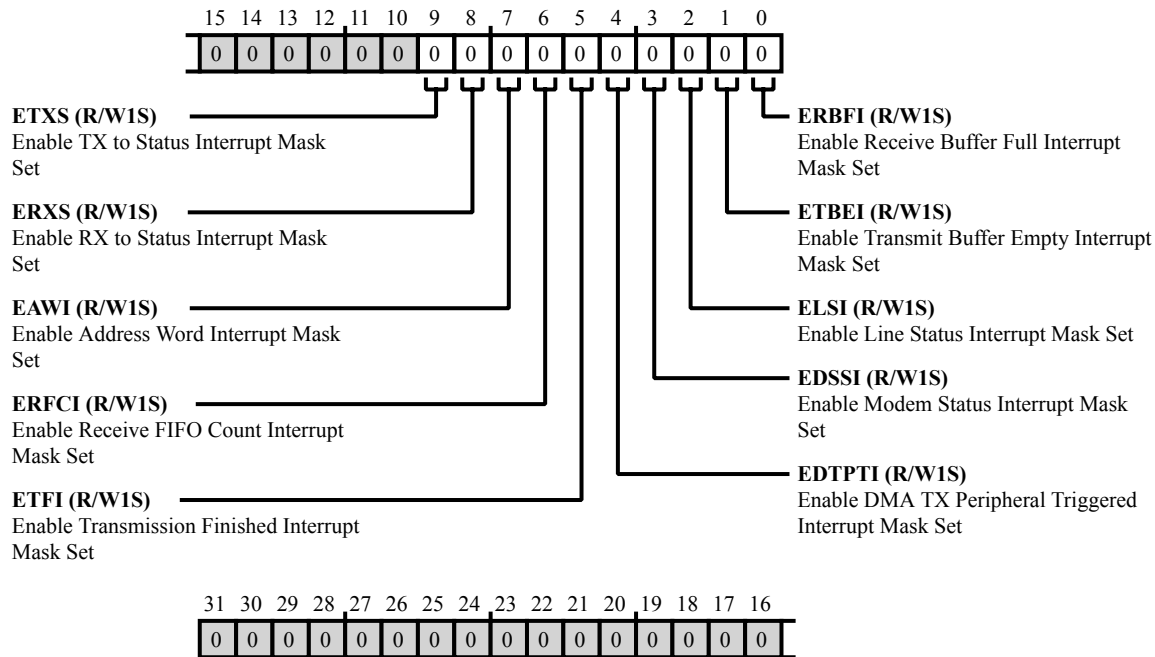 15 14 13 12 11 10 9 8 7 6 5 4 3 2 1 0
0 0 0 0 0 0 0 0 0 0 0 0 0 0 0 0
ETXS (R/W1S)
Enable TX to Status Interrupt Mask
Set
ERXS (R/W1S)
Enable RX to Status Interrupt Mask
Set
EAWI (R/W1S)
Enable Address Word Interrupt Mask
Set
ERFCI (R/W1S)
Enable Receive FIFO Count Interrupt
Mask Set
ETFI (R/W1S)
Enable Transmission Finished Interrupt
Mask Set
ERBFI (R/W1S)
Enable Receive Buffer Full Interrupt
Mask Set
ETBEI (R/W1S)
Enable Transmit Buffer Empty Interrupt
Mask Set
ELSI (R/W1S)
Enable Line Status Interrupt Mask Set
EDSSI (R/W1S)
Enable Modem Status Interrupt Mask
Set
EDTPTI (R/W1S)
Enable DMA TX Peripheral Triggered
Interrupt Mask Set
31 30 29 28 27 26 25 24 23 22 21 20 19 18 17 16
0 0 0 0 0 0 0 0 0 0 0 0 0 0 0 0